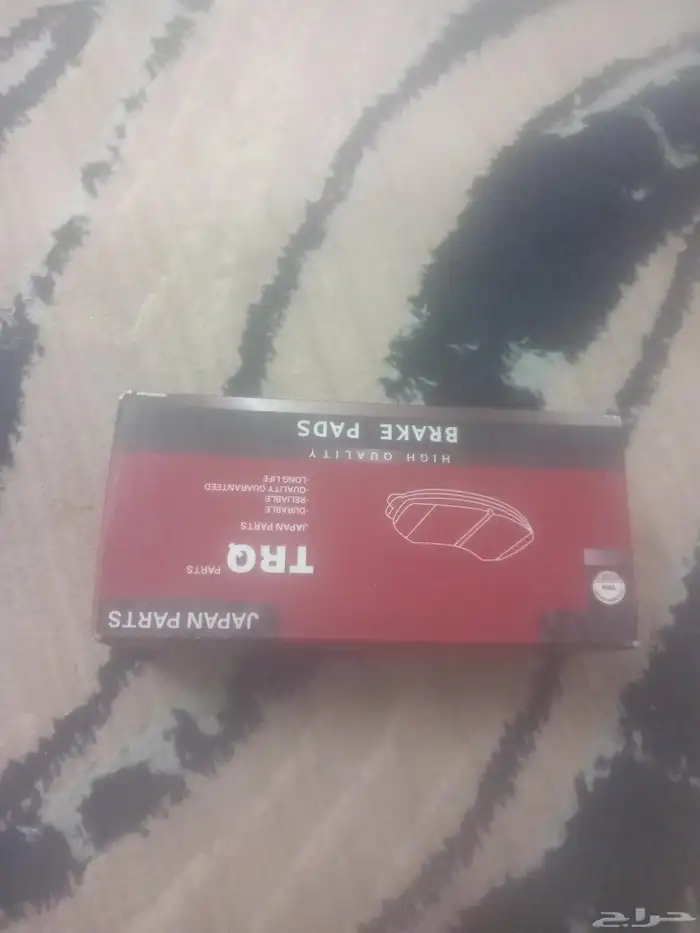 JAPAN PARTS
TRQ PARTS
JAPAN PARTS
-DURABLE
-RELIABLE
-QUALITY GUARANTEED
-LONG LIFE
HIGH QUALITY
BRAKE PADS
حراج